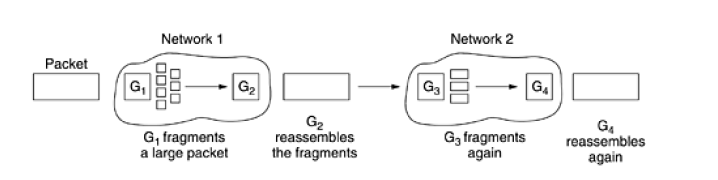 Network 1
Network 2
Packet
G1
G2
G3
G4
G1 fragments
a large packet
G2
reassembles
the fragments
G3 fragments
again
G4
reassembles
again